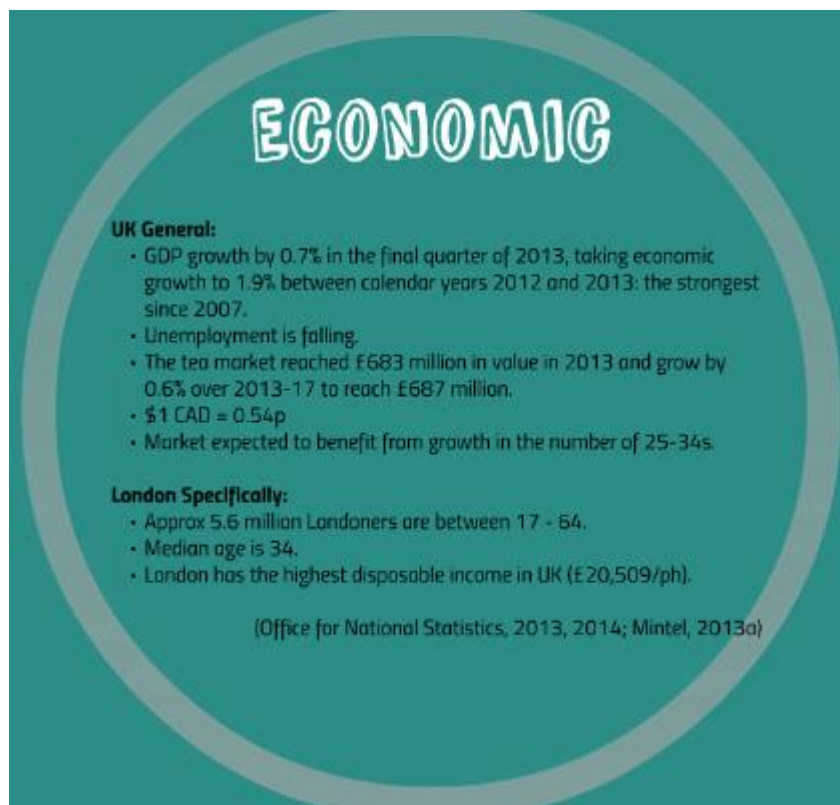 ECONOMIC
UK General:
• GDP growth by 0.7% in the final quarter of 2013, taking economic
growth to 1.9% between calendar years 2012 and 2013: the strongest
since 2007.
• Unemployment is falling.
• The tea market reached £683 million in value in 2013 and grow by
0.6% over 2013-17 to reach £687 million.
• $1 CAD = 0.54p
• Market expected to benefit from growth in the number of 25-34s.
London Specifically:
• Approx 5.6 million Londoners are between 17 - 64.
• Median age is 34.
• London has the highest disposable income in UK (£20,509/ph).
(Office for National Statistics, 2013, 2014; Mintel, 2013a)